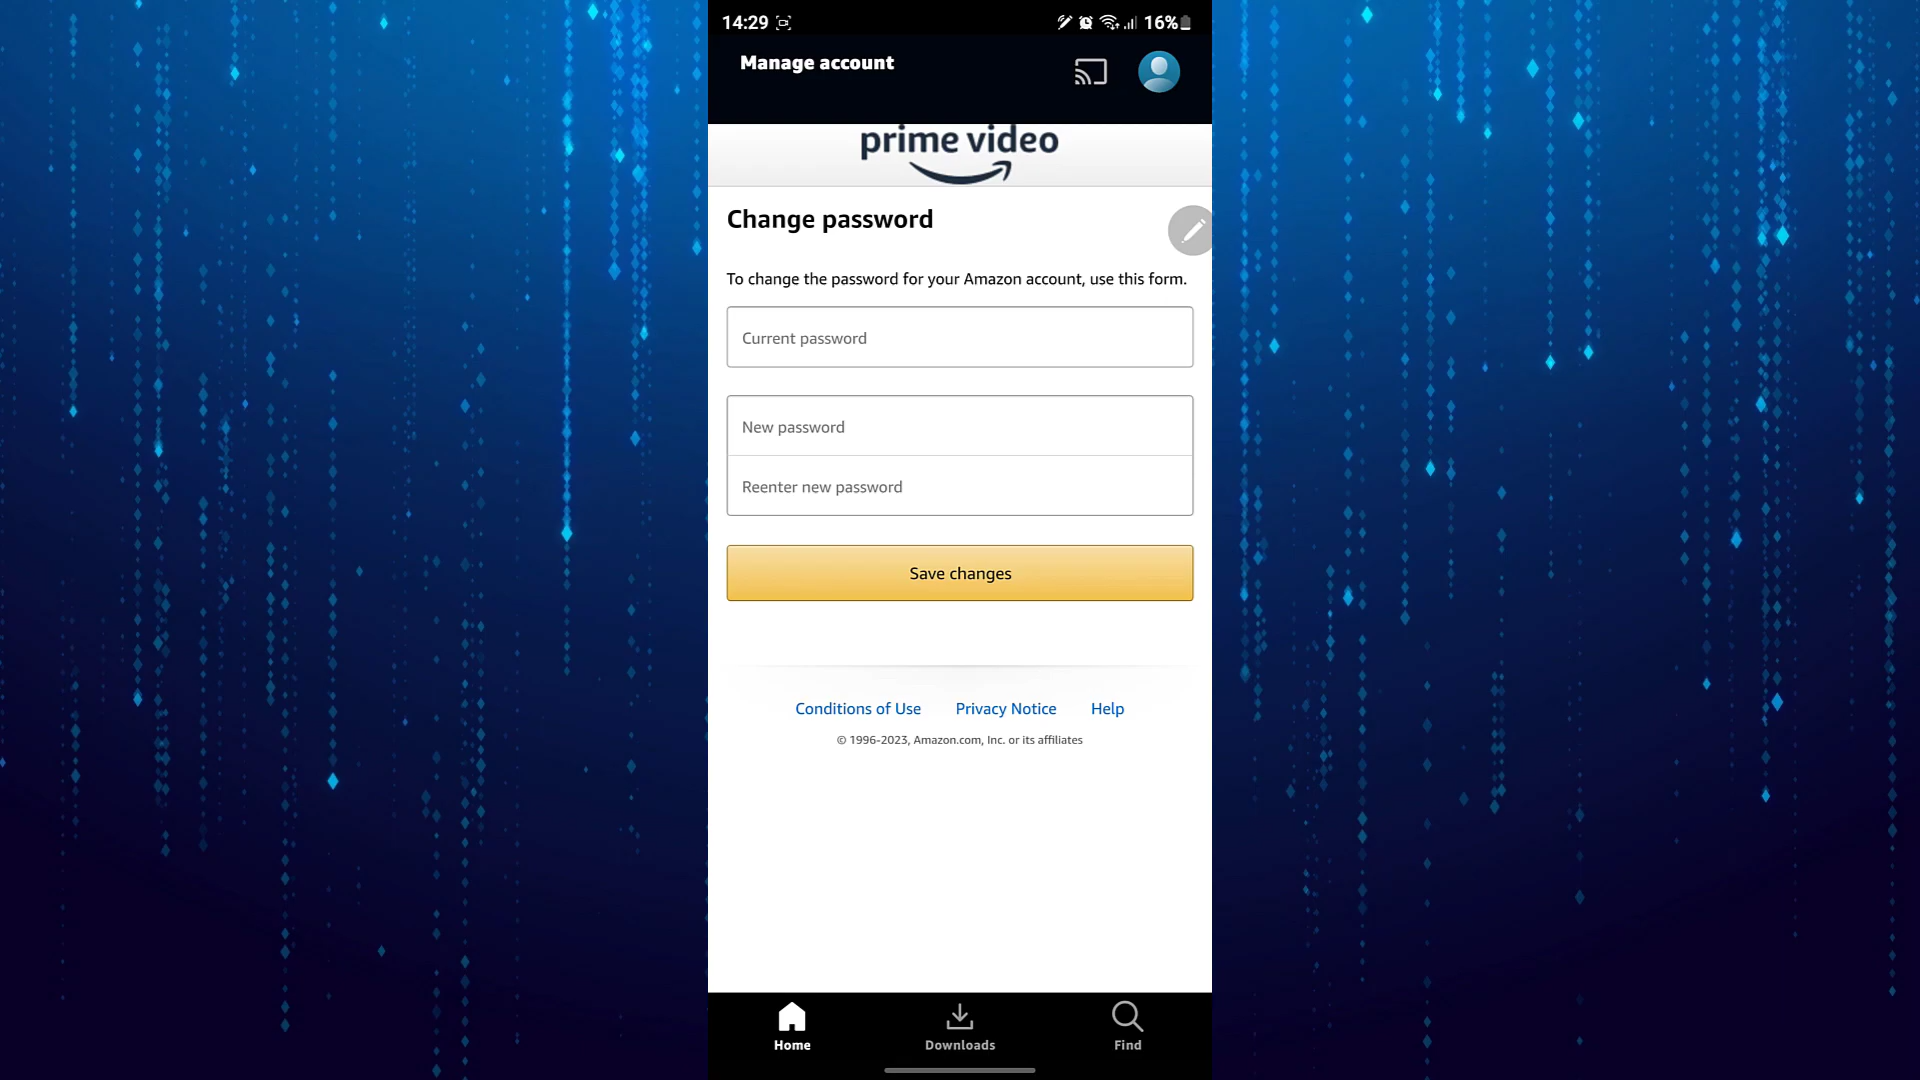 14:29 16%
Manage account
prime video
Change password
To change the password for your Amazon account, use this form.
Current password
New password
Reenter new password
Save changes
Conditions of Use Privacy Notice Help
© 1996-2023, Amazon.com, Inc. or its affiliates
Home Downloads Find